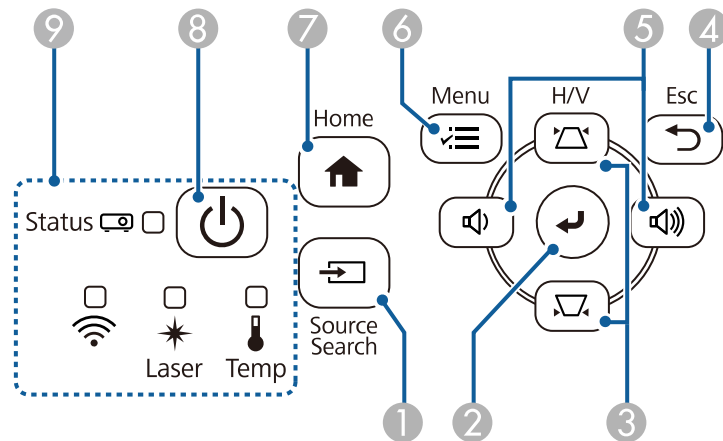 9 8 7 6 5 4
Menu H/V Esc
Home
Status
Source
Search
Laser Temp
1 2 3